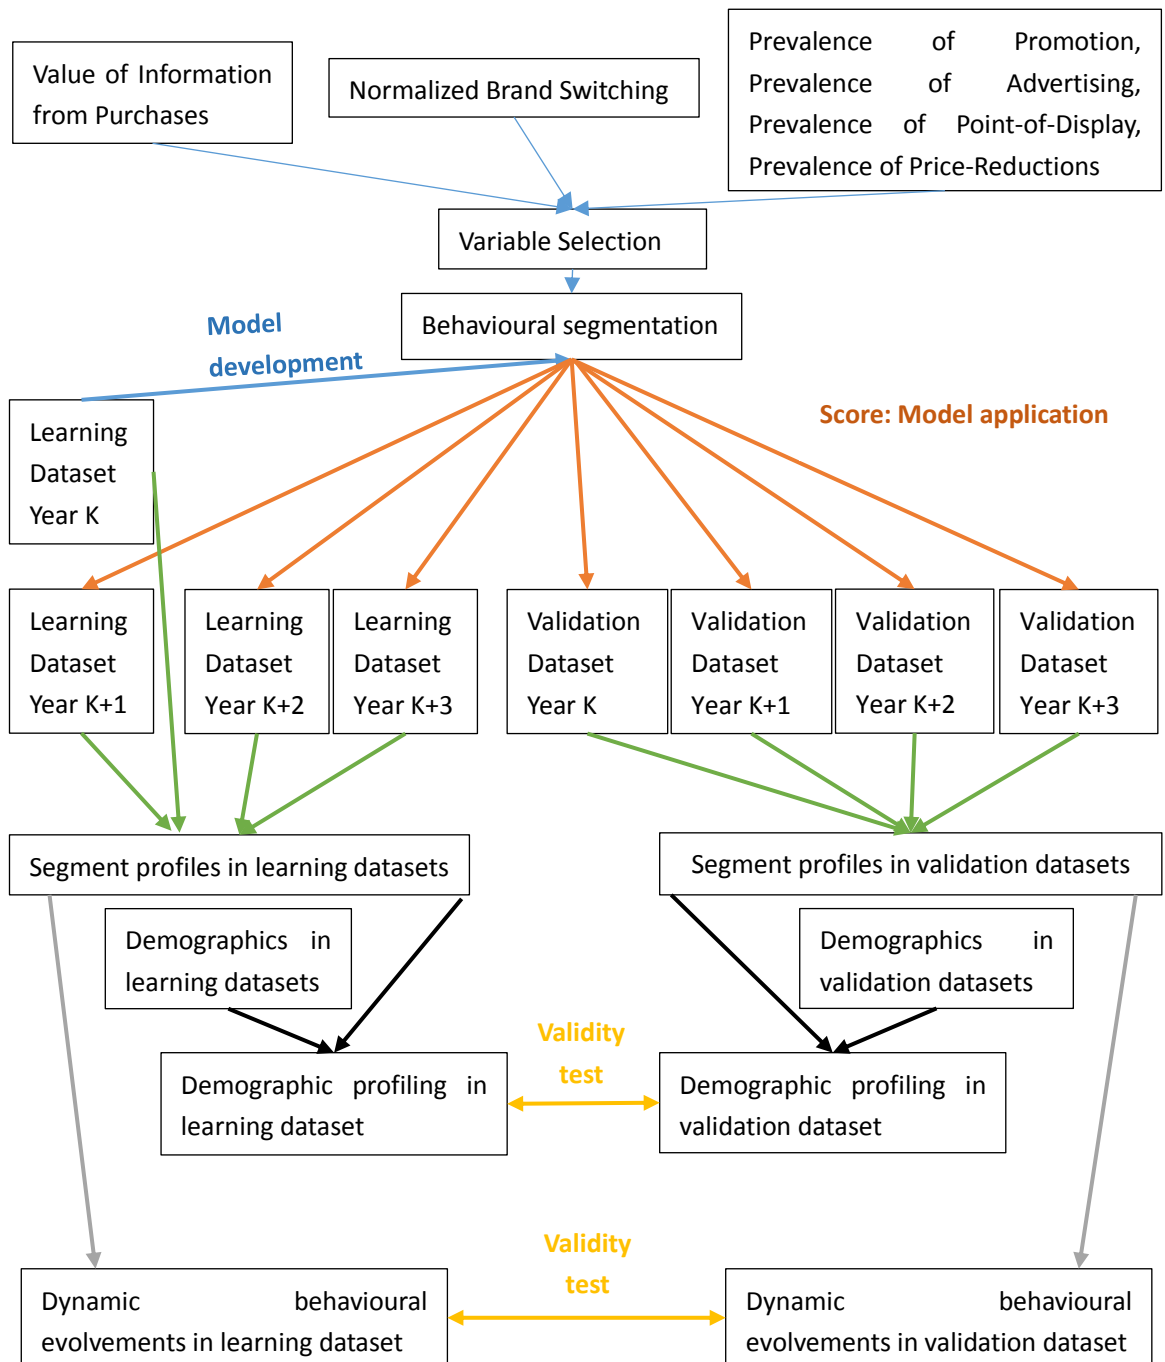 Value of Information
from Purchases
Normalized Brand Switching
Prevalence of Promotion,
Prevalence of Advertising,
Prevalence of Point-of-Display,
Prevalence of Price-Reductions
Variable Selection
Behavioural segmentation
Model
development
Score: Model application
Learning
Dataset
Year K
Learning
Dataset
Year K+1
Learning
Dataset
Year K+2
Learning
Dataset
Year K+3
Validation
Dataset
Year K
Validation
Dataset
Year K+1
Validation
Dataset
Year K+2
Validation
Dataset
Year K+3
Segment profiles in learning datasets
Segment profiles in validation datasets
Demographics in
learning datasets
Demographics in
validation datasets
Validity
test
Demographic profiling in
learning dataset
Demographic profiling in
validation dataset
Validity
test
Dynamic behavioural
evolvements in learning dataset
Dynamic behavioural
evolvements in validation dataset